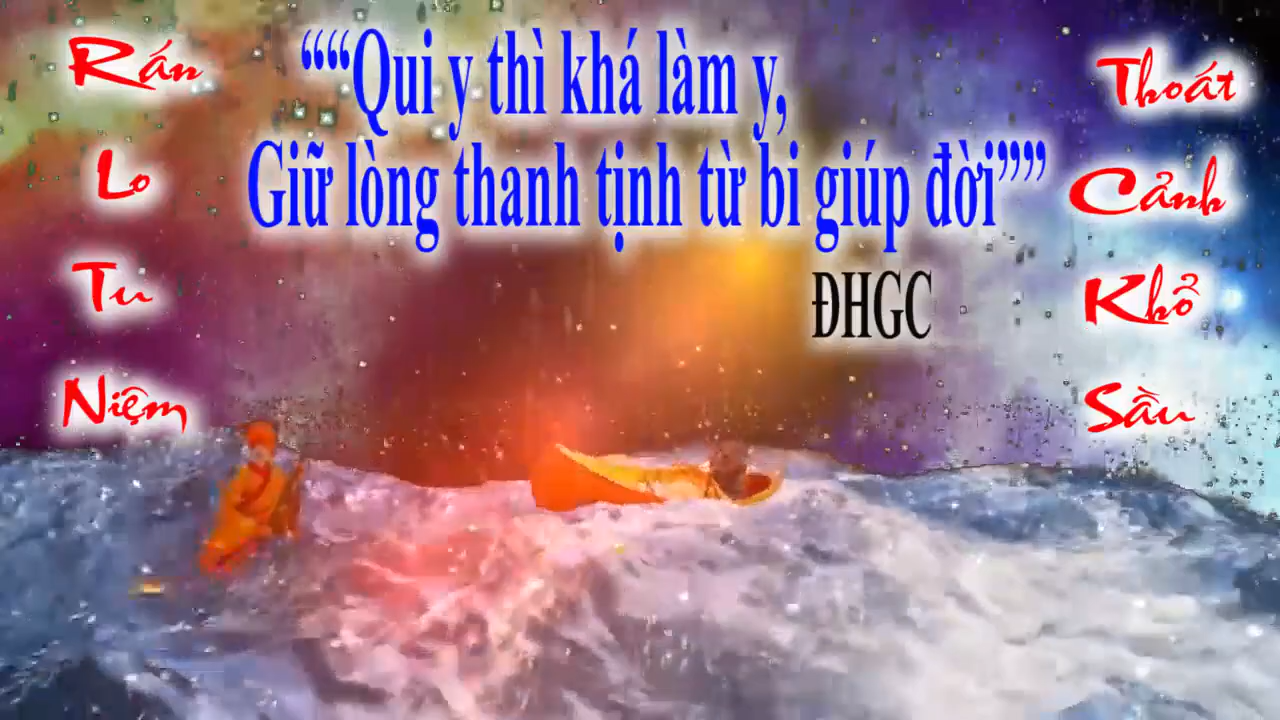 ““Qui y thì khá làm y,
Giữ lòng thanh tịnh từ bi giúp đời””
ĐHGC
Rán
Lo
Tu
Niệm
Thoát
Cảnh
Khổ
Sầu